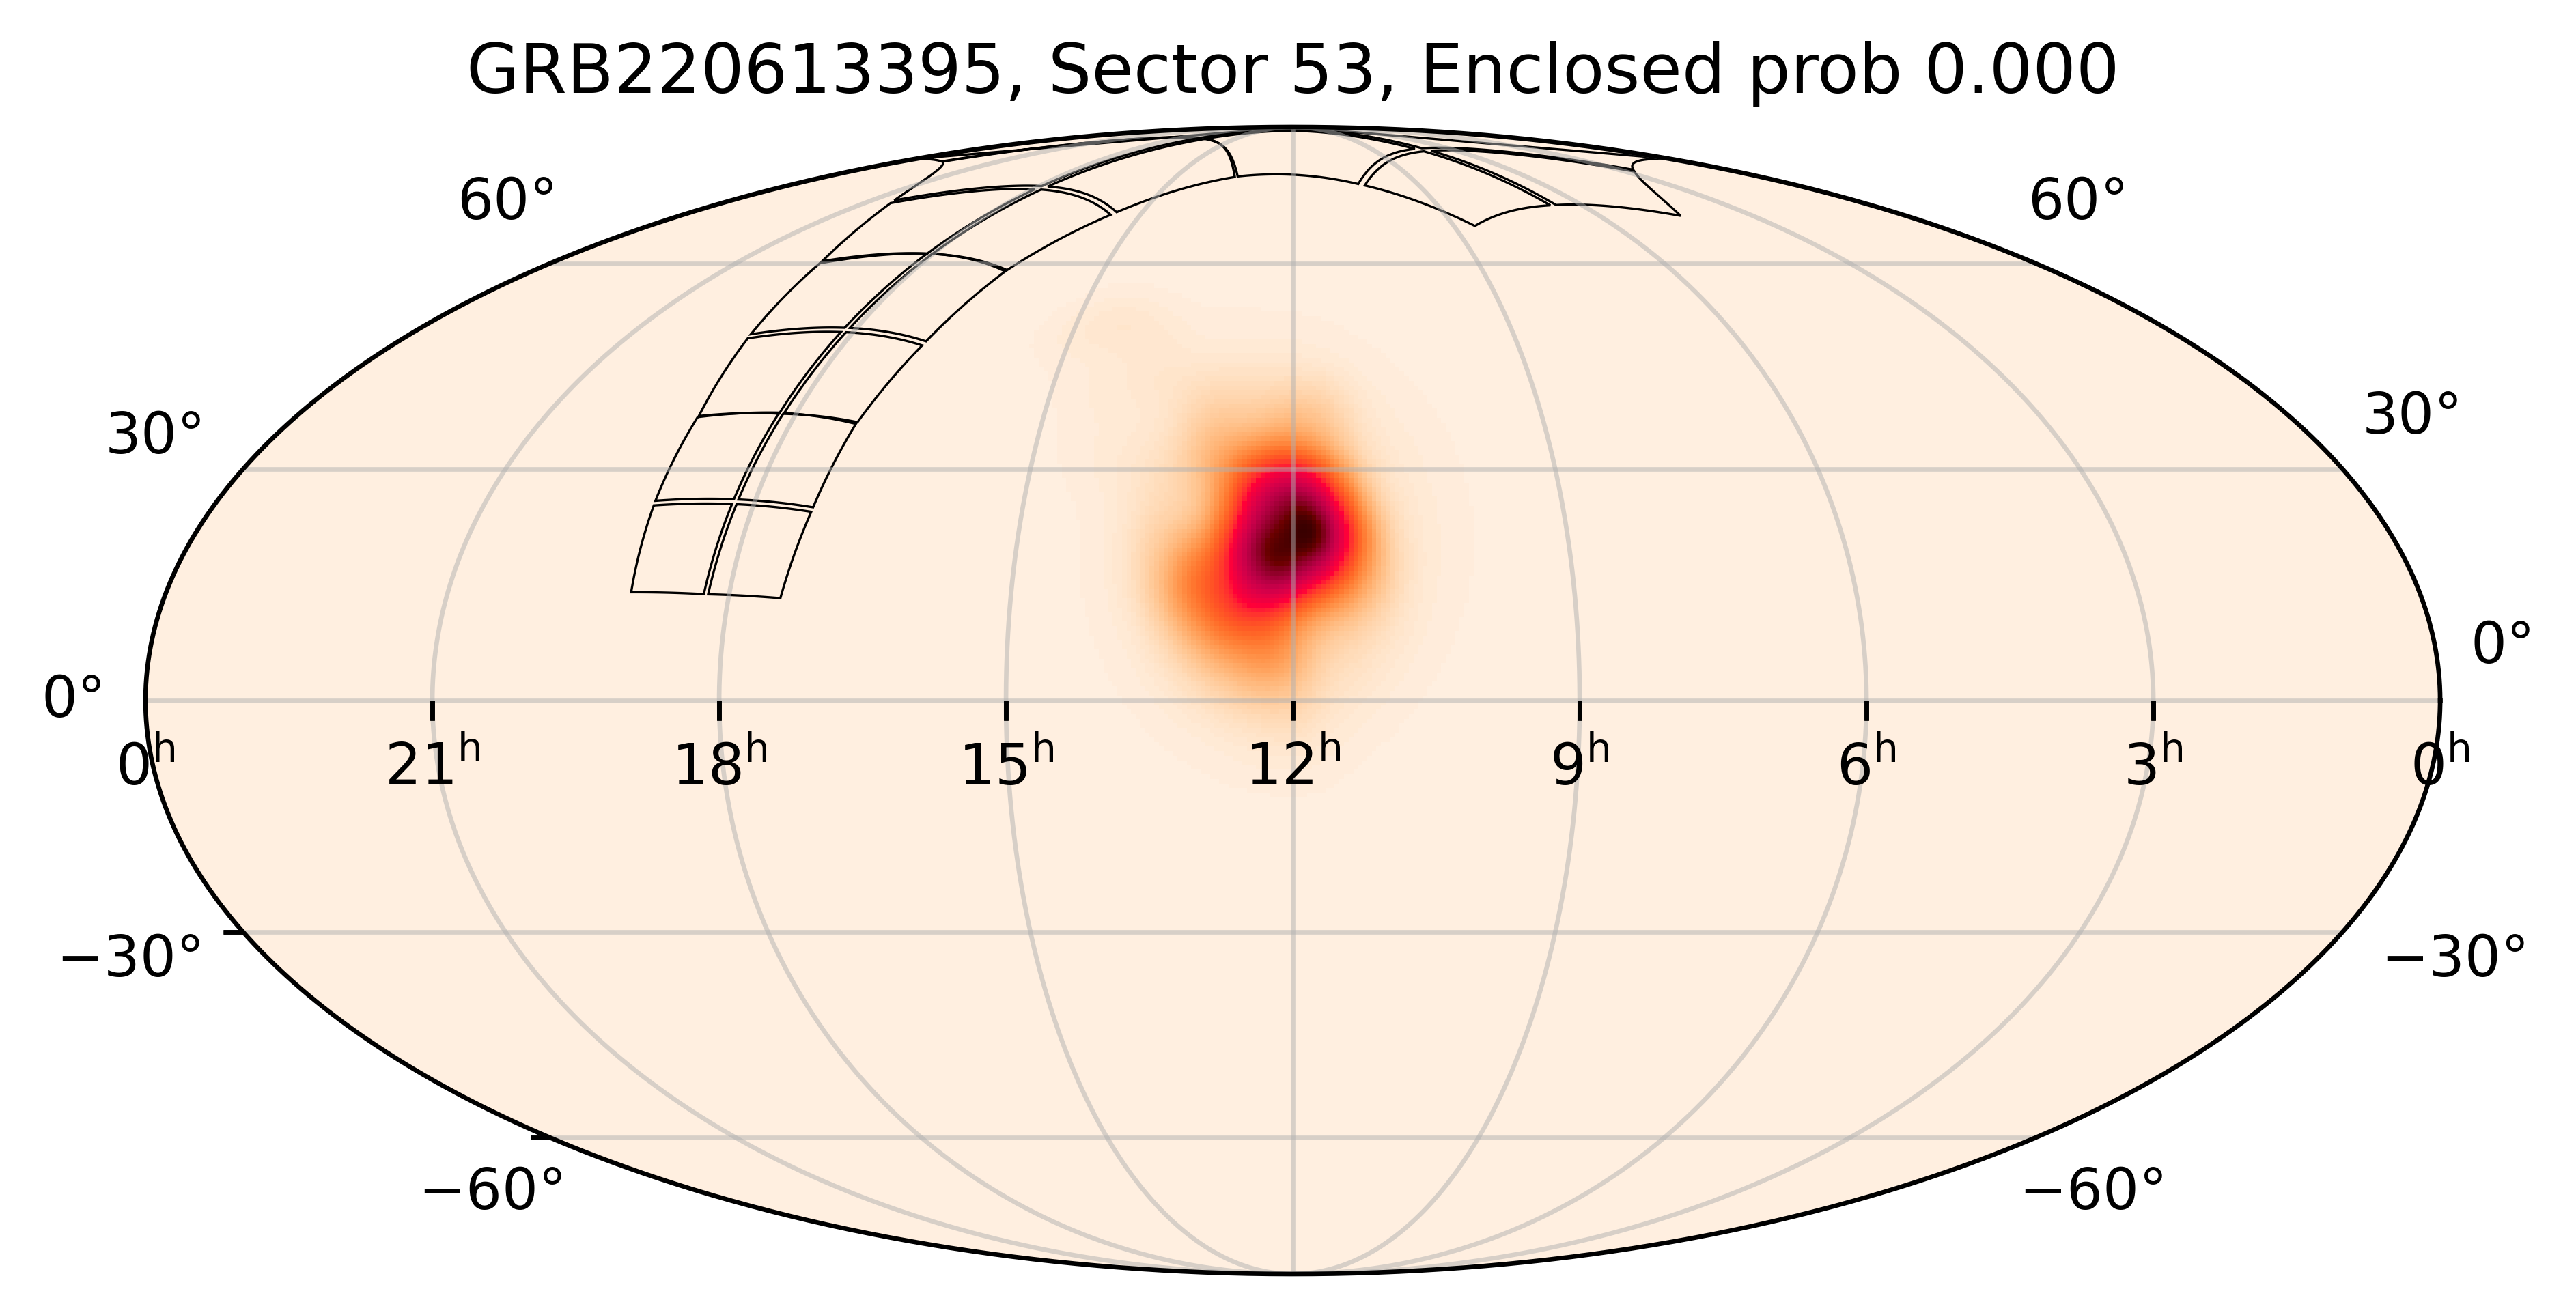 GRB220613395, Sector 53, Enclosed prob 0.000
60° 60°
30° 30°
0° 0°
0ʰ 21ʰ 18ʰ 15ʰ 12ʰ 9ʰ 6ʰ 3ʰ 0ʰ
−30° −30°
−60° −60°